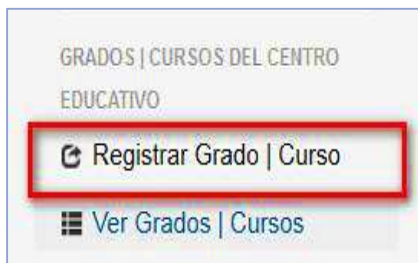 GRADOS | CURSOS DEL CENTRO
EDUCATIVO
Registrar Grado | Curso
Ver Grados | Cursos